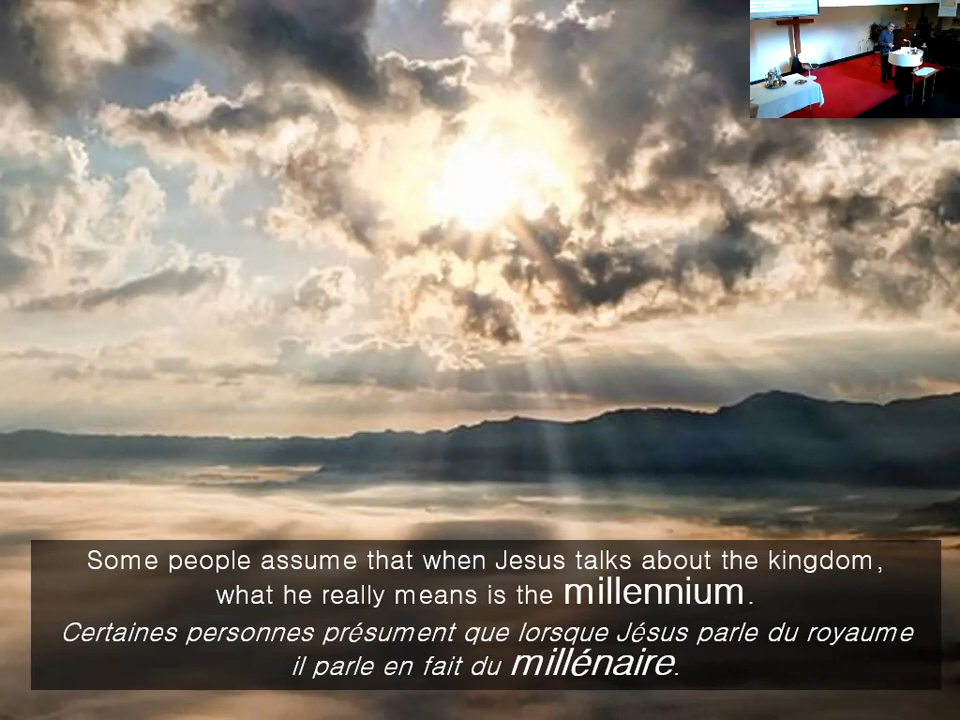 Some people assume that when Jesus talks about the kingdom,
what he really means is the millennium.
Certaines personnes présument que lorsque Jésus parle du royaume
il parle en fait du millénaire.